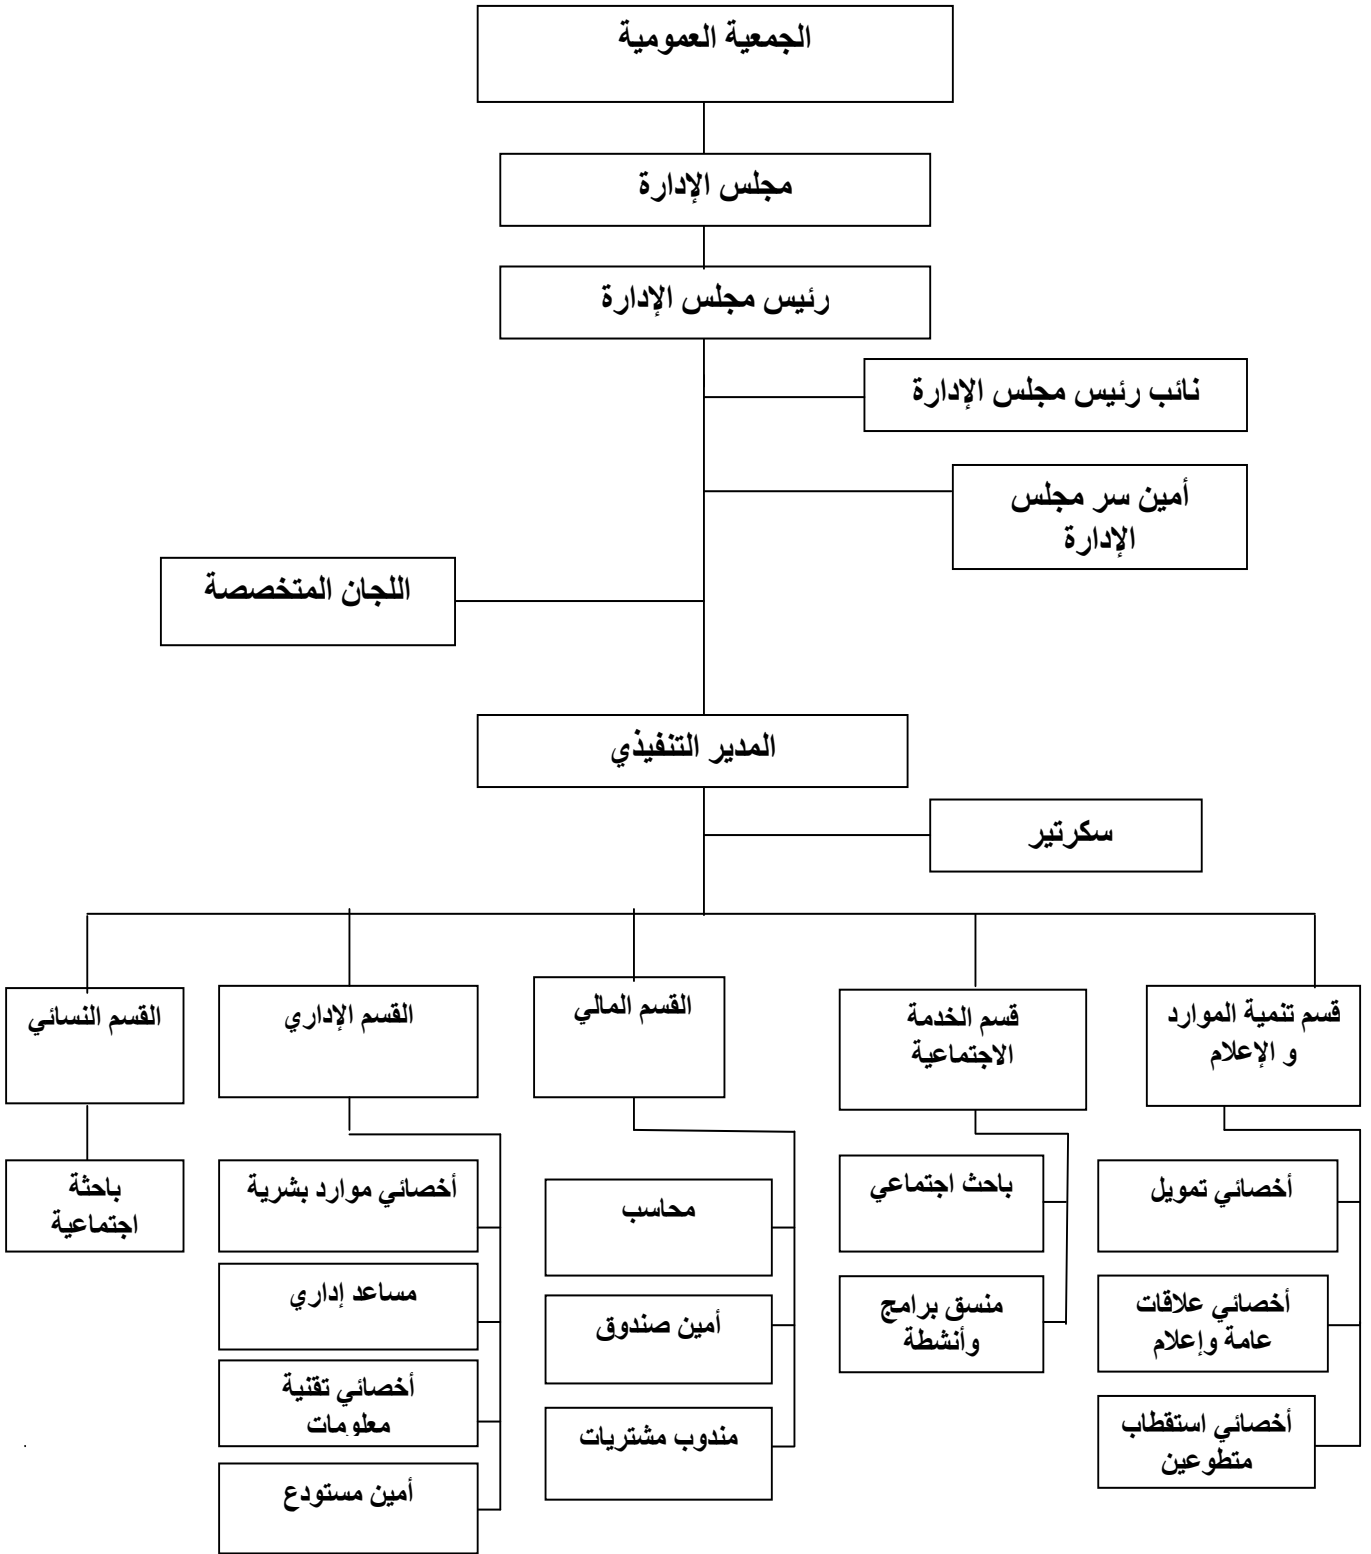 الجمعية العمومية
مجلس الإدارة
رئيس مجلس الإدارة
نائب رئيس مجلس الإدارة
أمين سر مجلس
الإدارة
اللجان المتخصصة
المدير التنفيذي
سكرتير
قسم تنمية الموارد
و الإعلام
قسم الخدمة
الاجتماعية
القسم المالي
القسم الإداري
القسم النسائي
أخصائي تمويل
أخصائي علاقات
عامة وإعلام
أخصائي استقطاب
متطوعين
باحث اجتماعي
منسق برامج
وأنشطة
محاسب
أمين صندوق
مندوب مشتريات
أخصائي موارد بشرية
مساعد إداري
أخصائي تقنية
معلومات
أمين مستودع
باحثة
اجتماعية